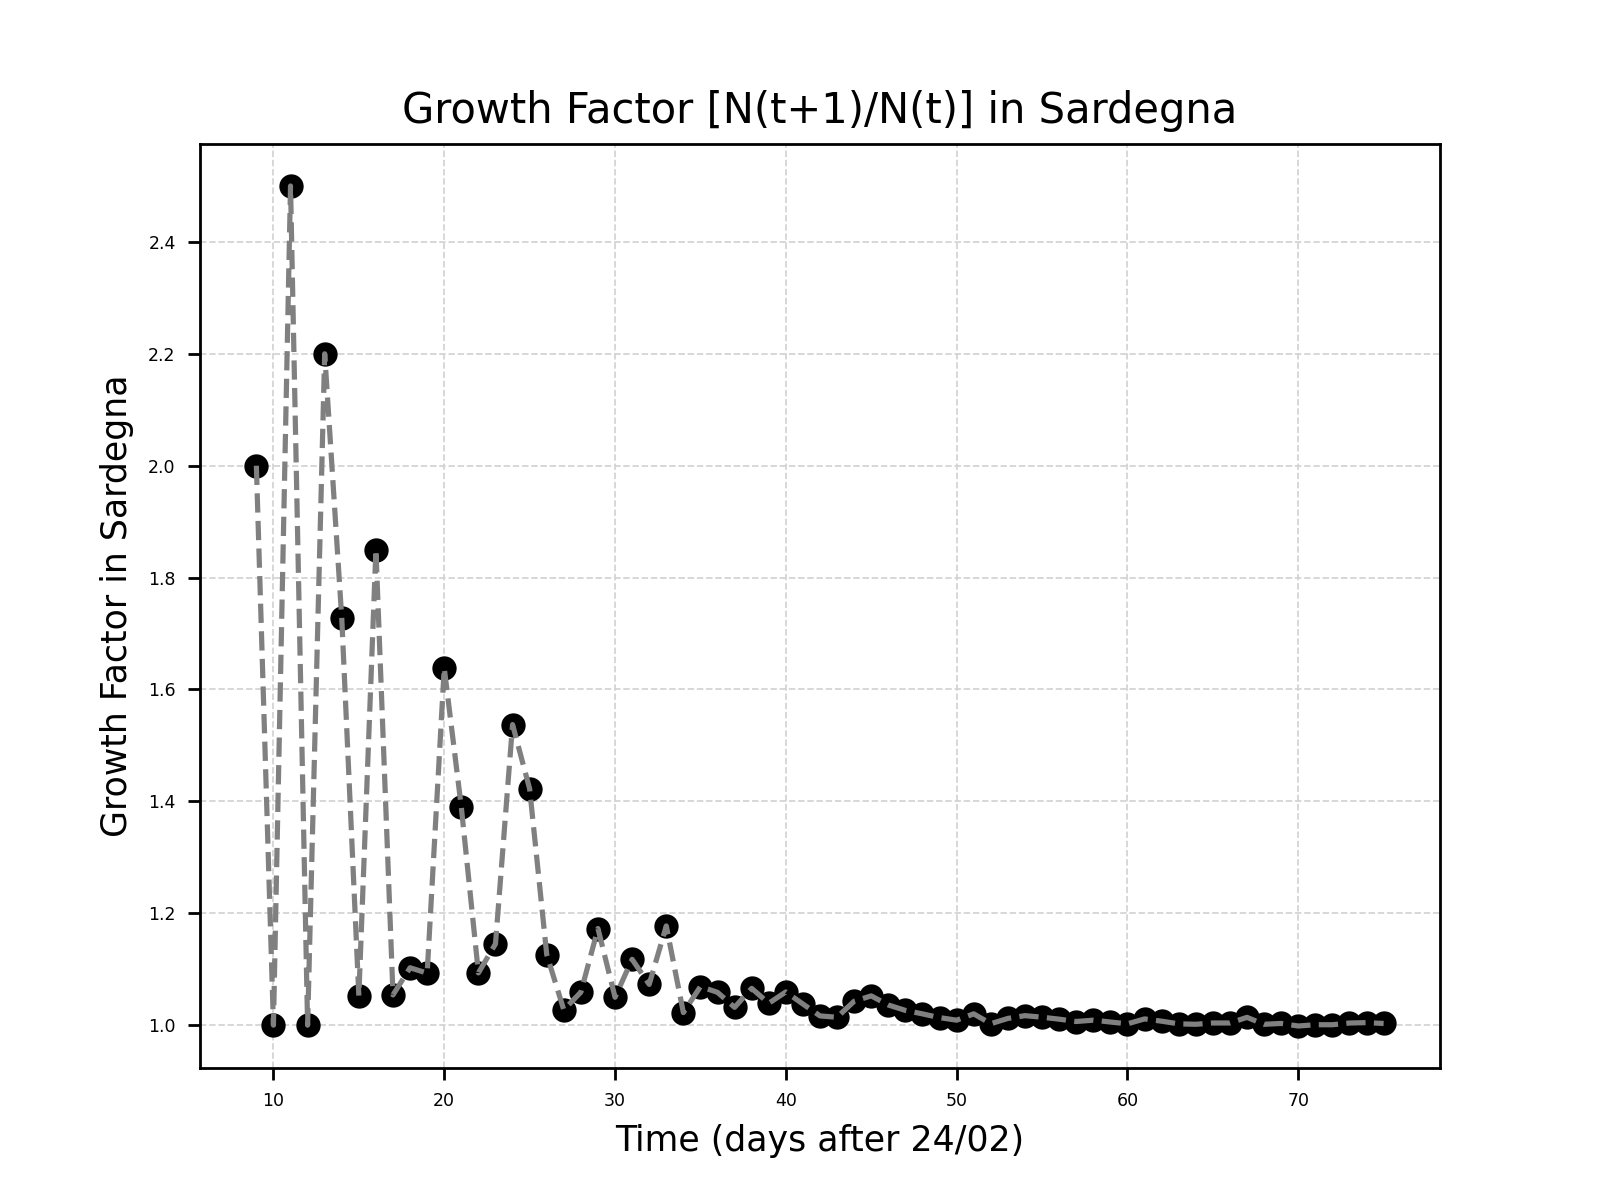 Growth Factor [N(t+1)/N(t)] in Sardegna
Growth Factor in Sardegna
2.4
2.2
2.0
1.8
1.6
1.4
1.2
1.0
10 20 30 40 50 60 70
Time (days after 24/02)